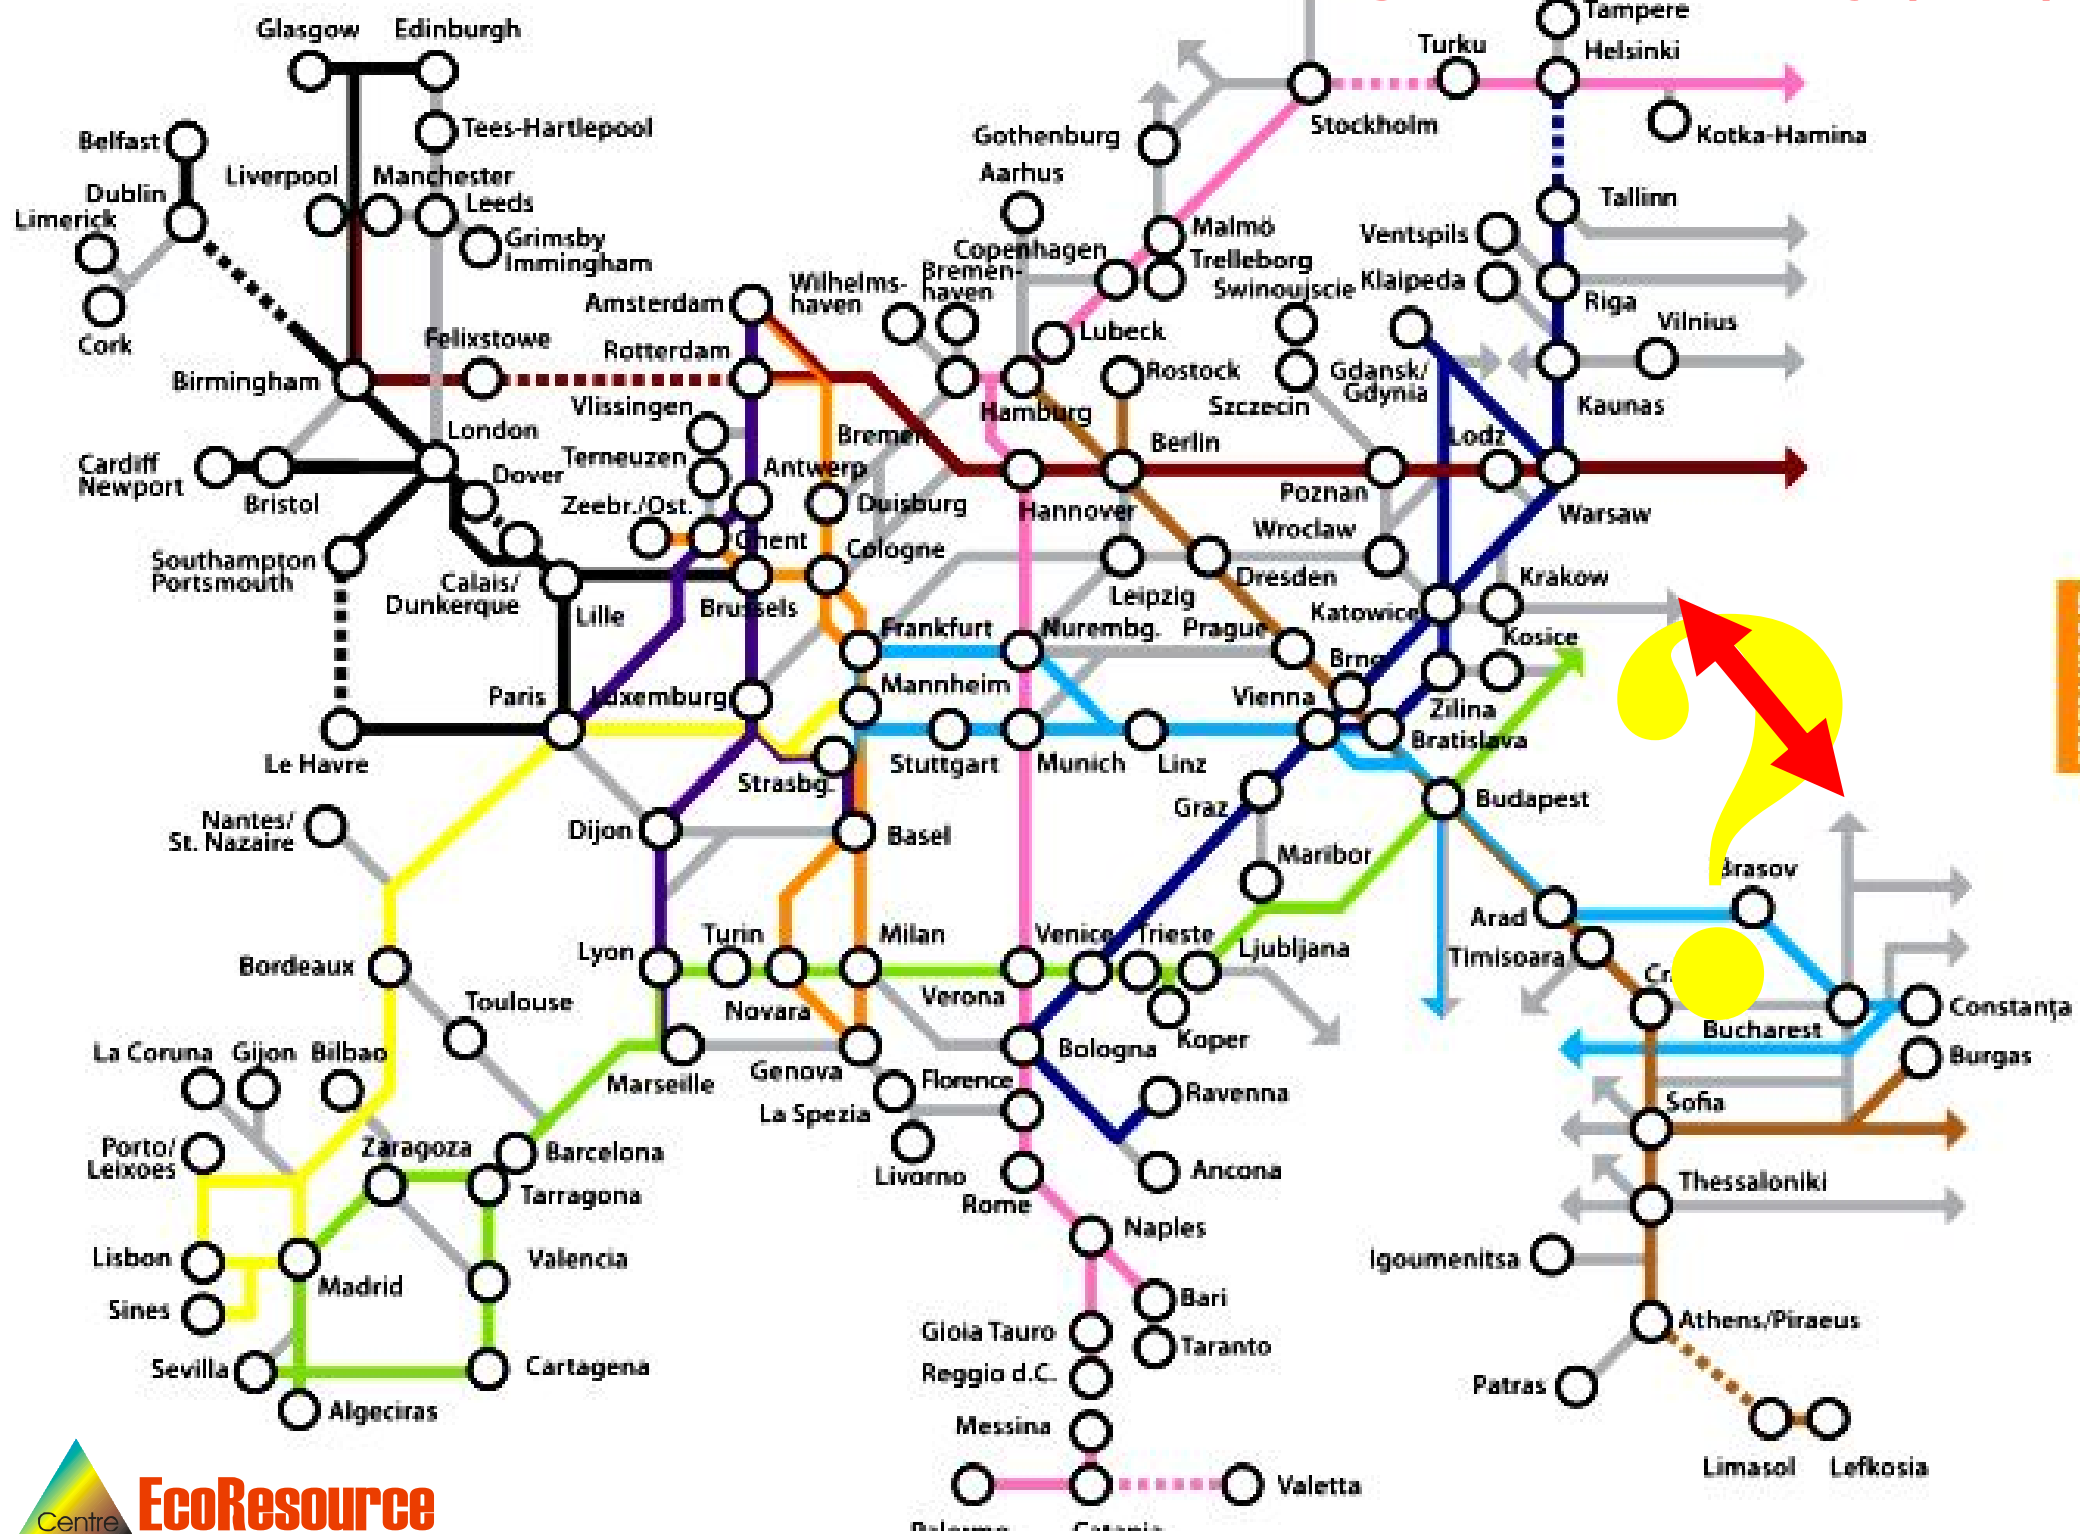 Glasgow
Edinburgh
Tampere
Turku
Helsinki
Stockholm
Kotka-Hamina
Tees-Hartlepool
Belfast
Gothenburg
Aarhus
Liverpool
Manchester
Dublin
Leeds
Limerick
Tallinn
Malmö
Ventspils
Grimsby
Immingham
Copenhagen
Trelleborg
Bremen-
haven
Wilhelms-
haven
Swinoujscie
Klaipeda
Amsterdam
Riga
Cork
Felixstowe
Lubeck
Vilnius
Rotterdam
Birmingham
Rostock
Gdansk/
Gdynia
Vlissingen
Hamburg
Szczecin
Kaunas
London
Bremen
Berlin
Lodz
Cardiff
Newport
Dover
Terneuzen
Antwerp
Bristol
Zeebr./Ost.
Duisburg
Hannover
Poznan
Warsaw
Ghent
Wroclaw
Southampton
Portsmouth
Cologne
Calais/
Dunkerque
Dresden
Krakow
Lille
Brussels
Leipzig
Katowice
Frankfurt
Nurembg.
Prague
Kosice
Brno
Paris
Luxemburg
Mannheim
Vienna
Zilina
Bratislava
Le Havre
Strasbg.
Stuttgart
Munich
Linz
Graz
Budapest
Nantes/
St. Nazaire
Dijon
Basel
Maribor
Brasov
Arad
Turin
Milan
Venice
Trieste
Ljubljana
Timisoara
Lyon
Bordeaux
Cr
Verona
Toulouse
Novara
Bucharest
Constanţa
Koper
La Coruna
Gijon
Bilbao
Marseille
Genova
Bologna
Burgas
Florence
Ravenna
Sofia
La Spezia
Porto/
Leixoes
Zaragoza
Barcelona
Livorno
Ancona
Tarragona
Rome
Thessaloniki
Naples
Lisbon
Valencia
Igoumenitsa
Madrid
Sines
Bari
Gioia Tauro
Athens/Piraeus
Taranto
Sevilla
Cartagena
Reggio d.C.
Patras
Algeciras
Messina
Limasol
Lefkosia
Valetta
Palermo
Catania
Centre
EcoResource